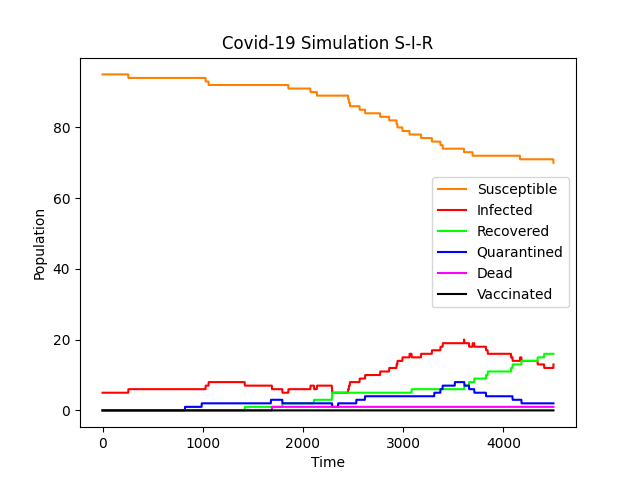 Covid-19 Simulation S-I-R
80
60
40
20
0
Population
Susceptible
Infected
Recovered
Quarantined
Dead
Vaccinated
0 1000 2000 3000 4000
Time